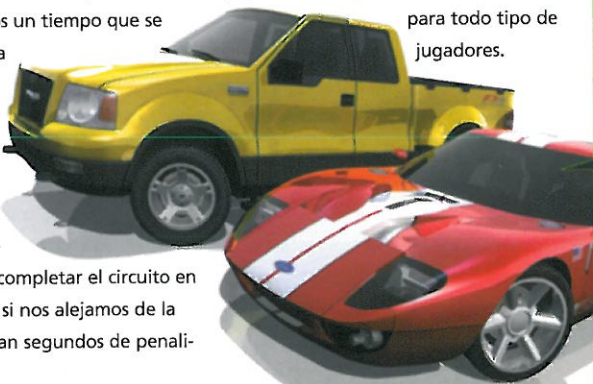 s un tiempo que se
a
completar el circuito en
si nos alejamos de la
an segundos de penali-
para todo tipo de
jugadores.